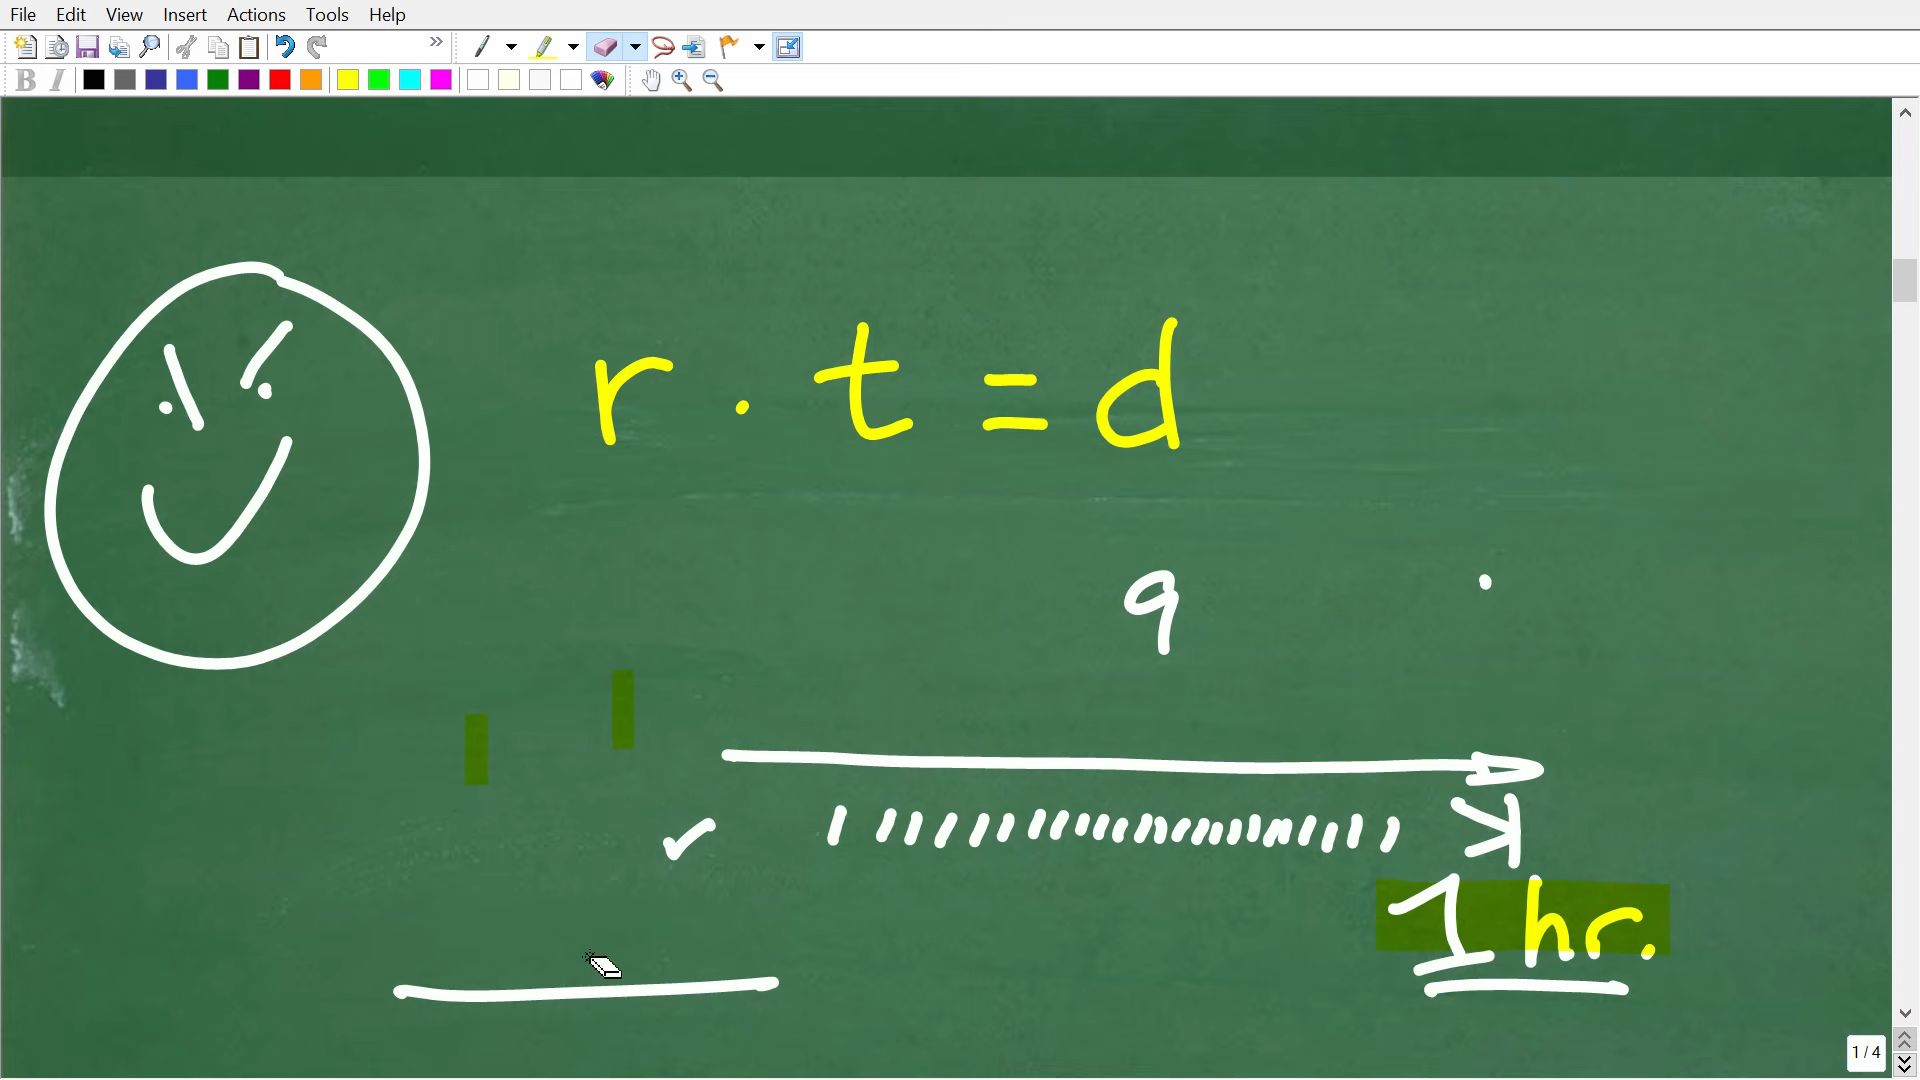 File Edit View Insert Actions Tools Help
B I
r · t = d
9
1 hr.
1 / 4